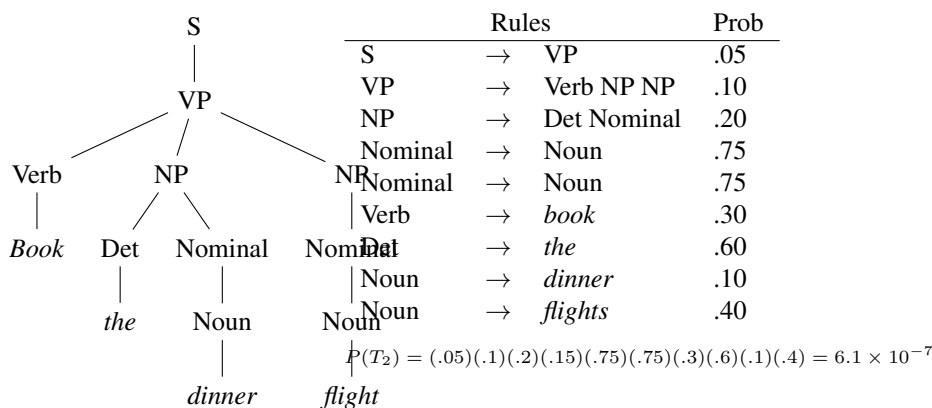 S
VP
Verb NP NP
Book Det Nominal Nominal
the Noun Noun
dinner flight
Rules Prob
S → VP .05
VP → Verb NP NP .10
NP → Det Nominal .20
Nominal → Noun .75
Nominal → Noun .75
Verb → book .30
Det → the .60
Noun → dinner .10
Noun → flights .40
P(T₂) = (.05)(.1)(.2)(.15)(.75)(.75)(.3)(.6)(.1)(.4) = 6.1 × 10⁻⁷